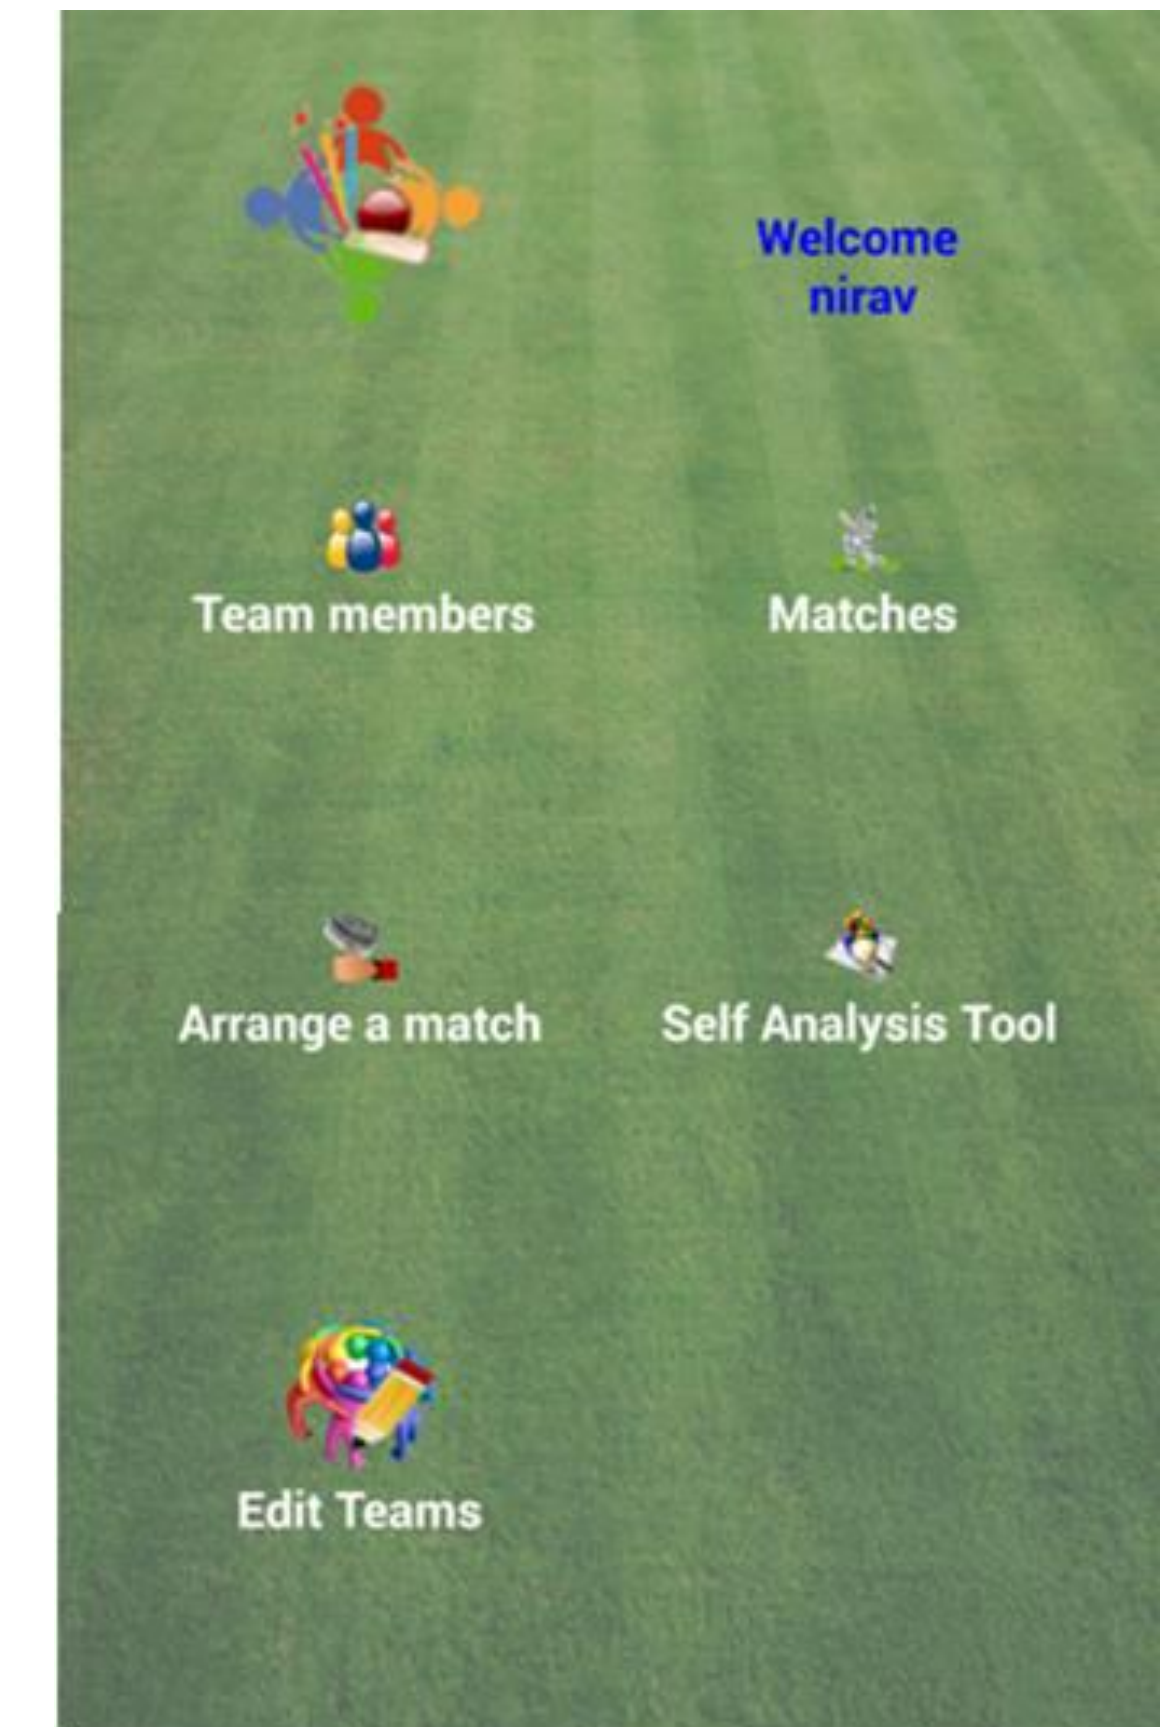 Welcome
nirav
Team members
Matches
Arrange a match
Self Analysis Tool
Edit Teams